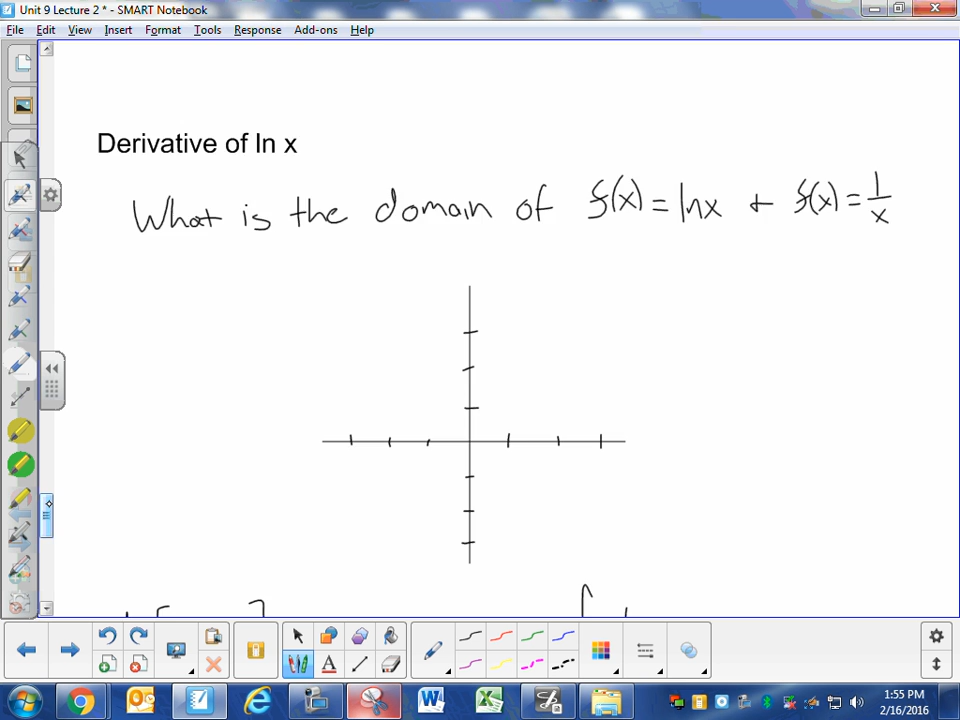 Unit 9 Lecture 2 * - SMART Notebook
File Edit View Insert Format Tools Response Add-ons Help
Derivative of ln x
What is the domain of f(x) = lnx + f(x) = 1/x
1:55 PM
2/16/2016